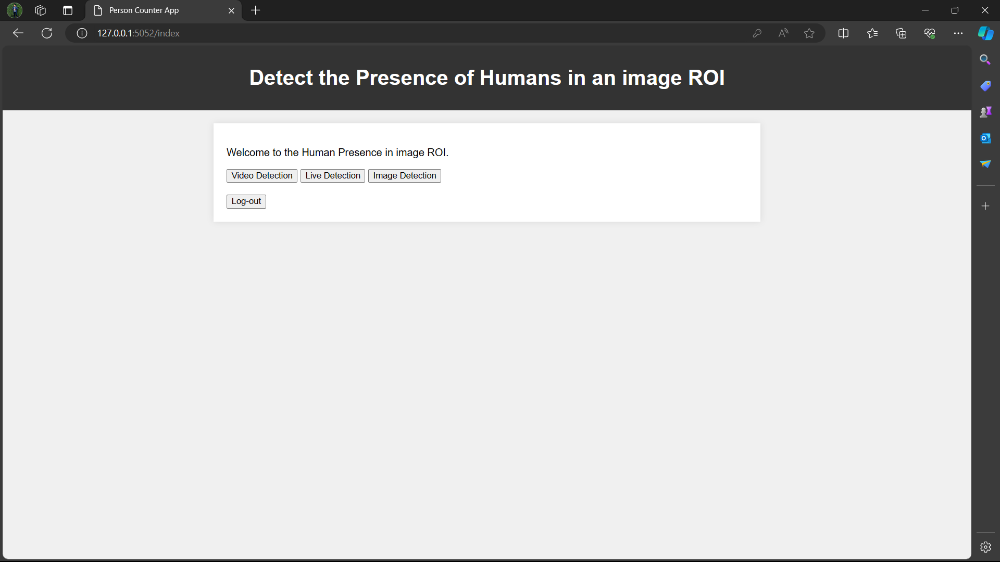 Person Counter App
127.0.0.1:5052/index
Detect the Presence of Humans in an image ROI
Welcome to the Human Presence in image ROI.
Video Detection Live Detection Image Detection
Log-out